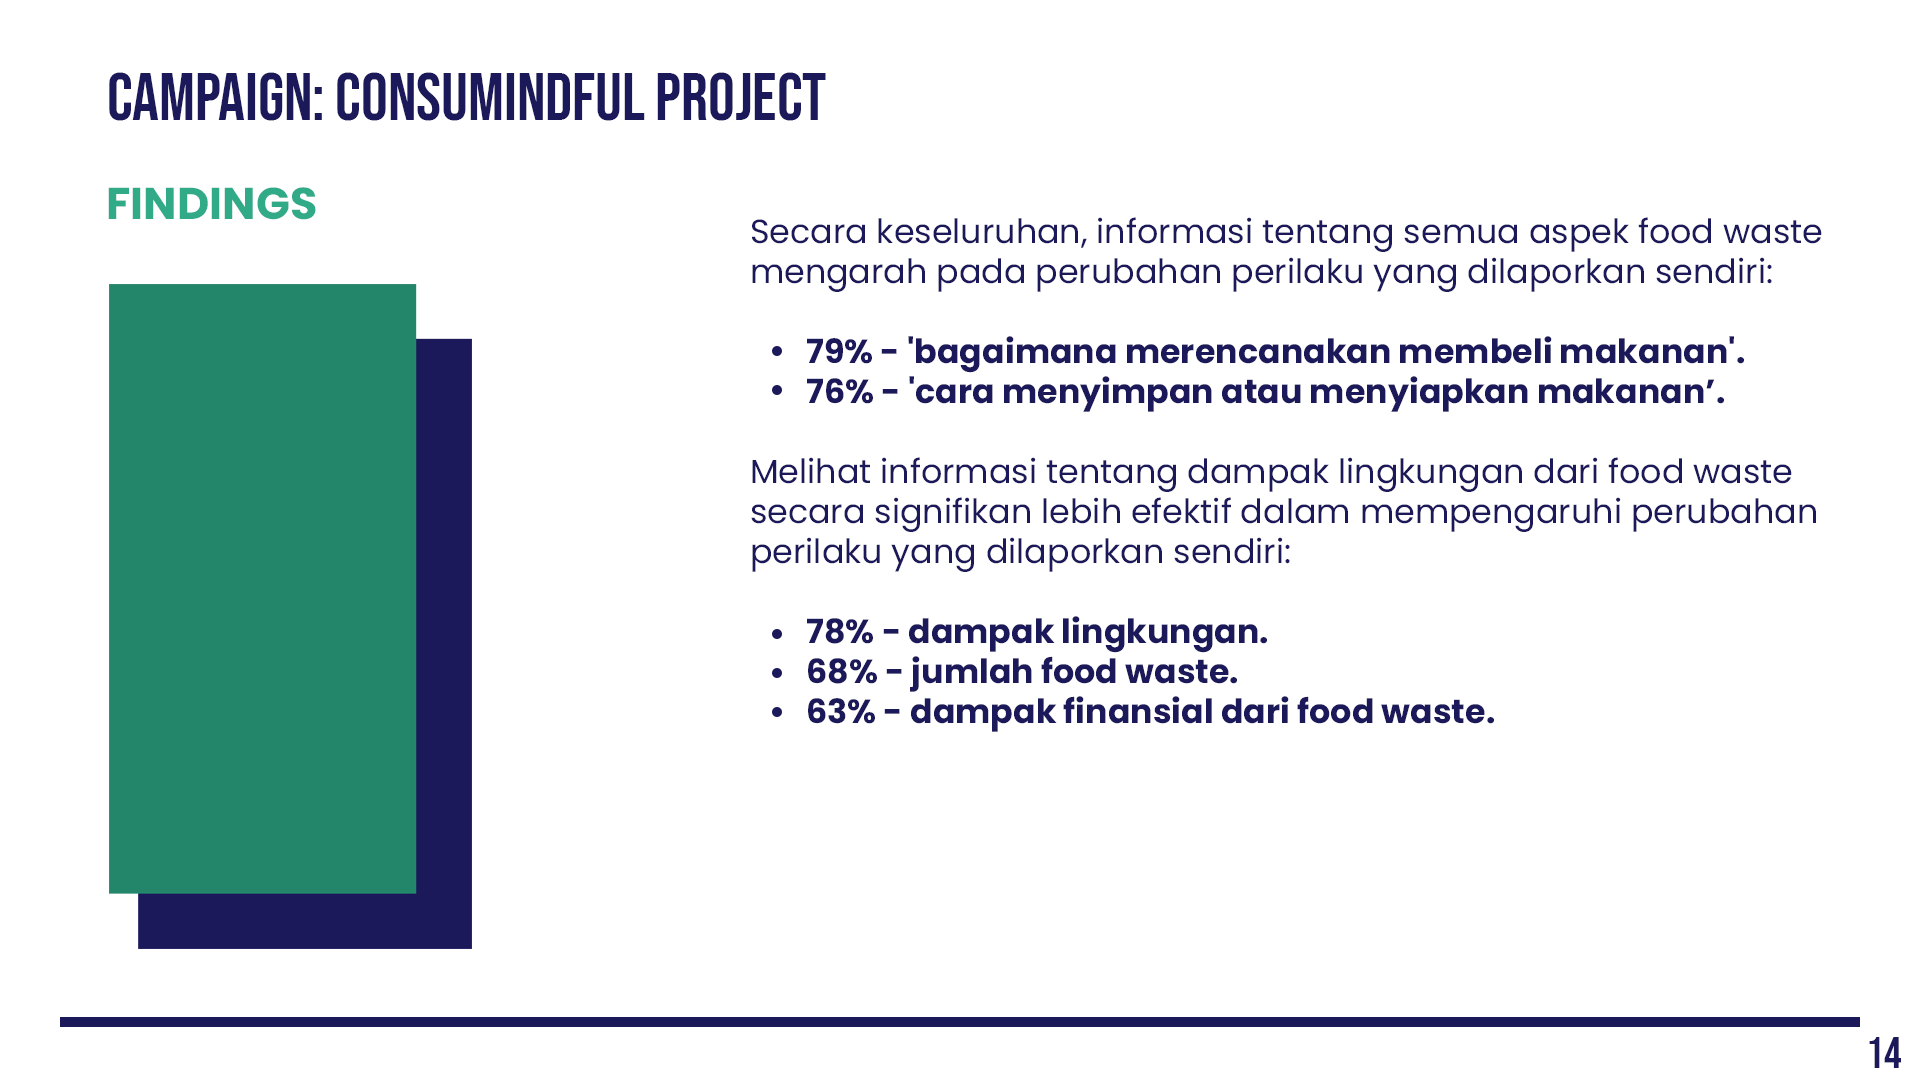 CAMPAIGN: CONSUMINDFUL PROJECT
FINDINGS
Secara keseluruhan, informasi tentang semua aspek food waste
mengarah pada perubahan perilaku yang dilaporkan sendiri:
• 79% - 'bagaimana merencanakan membeli makanan'.
• 76% - 'cara menyimpan atau menyiapkan makanan’.
Melihat informasi tentang dampak lingkungan dari food waste
secara signifikan lebih efektif dalam mempengaruhi perubahan
perilaku yang dilaporkan sendiri:
• 78% - dampak lingkungan.
• 68% - jumlah food waste.
• 63% - dampak finansial dari food waste.
14